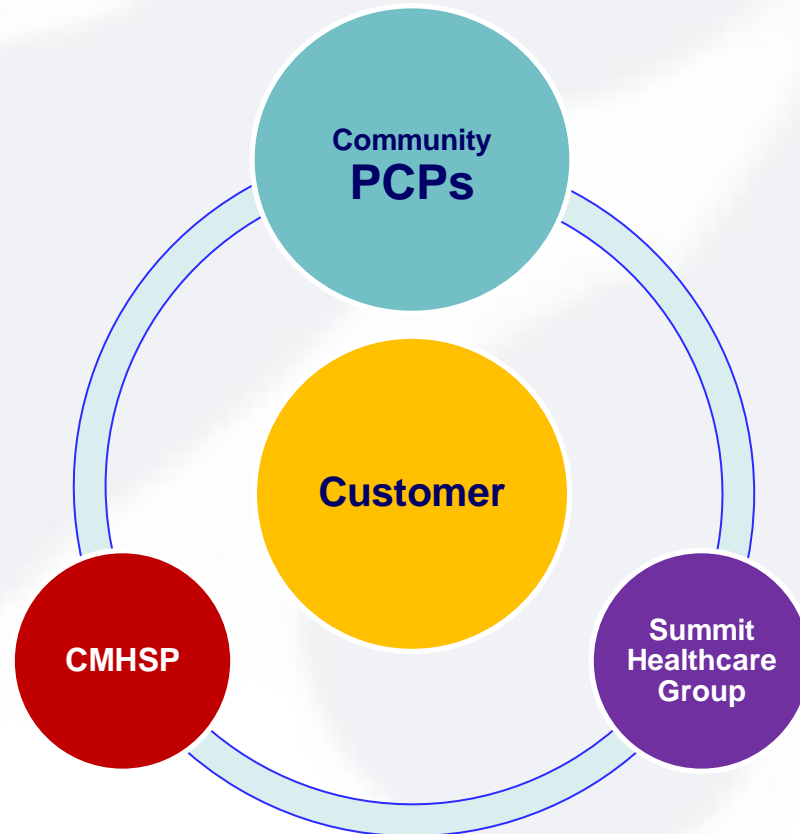 Community
PCPs
Customer
CMHSP
Summit
Healthcare
Group